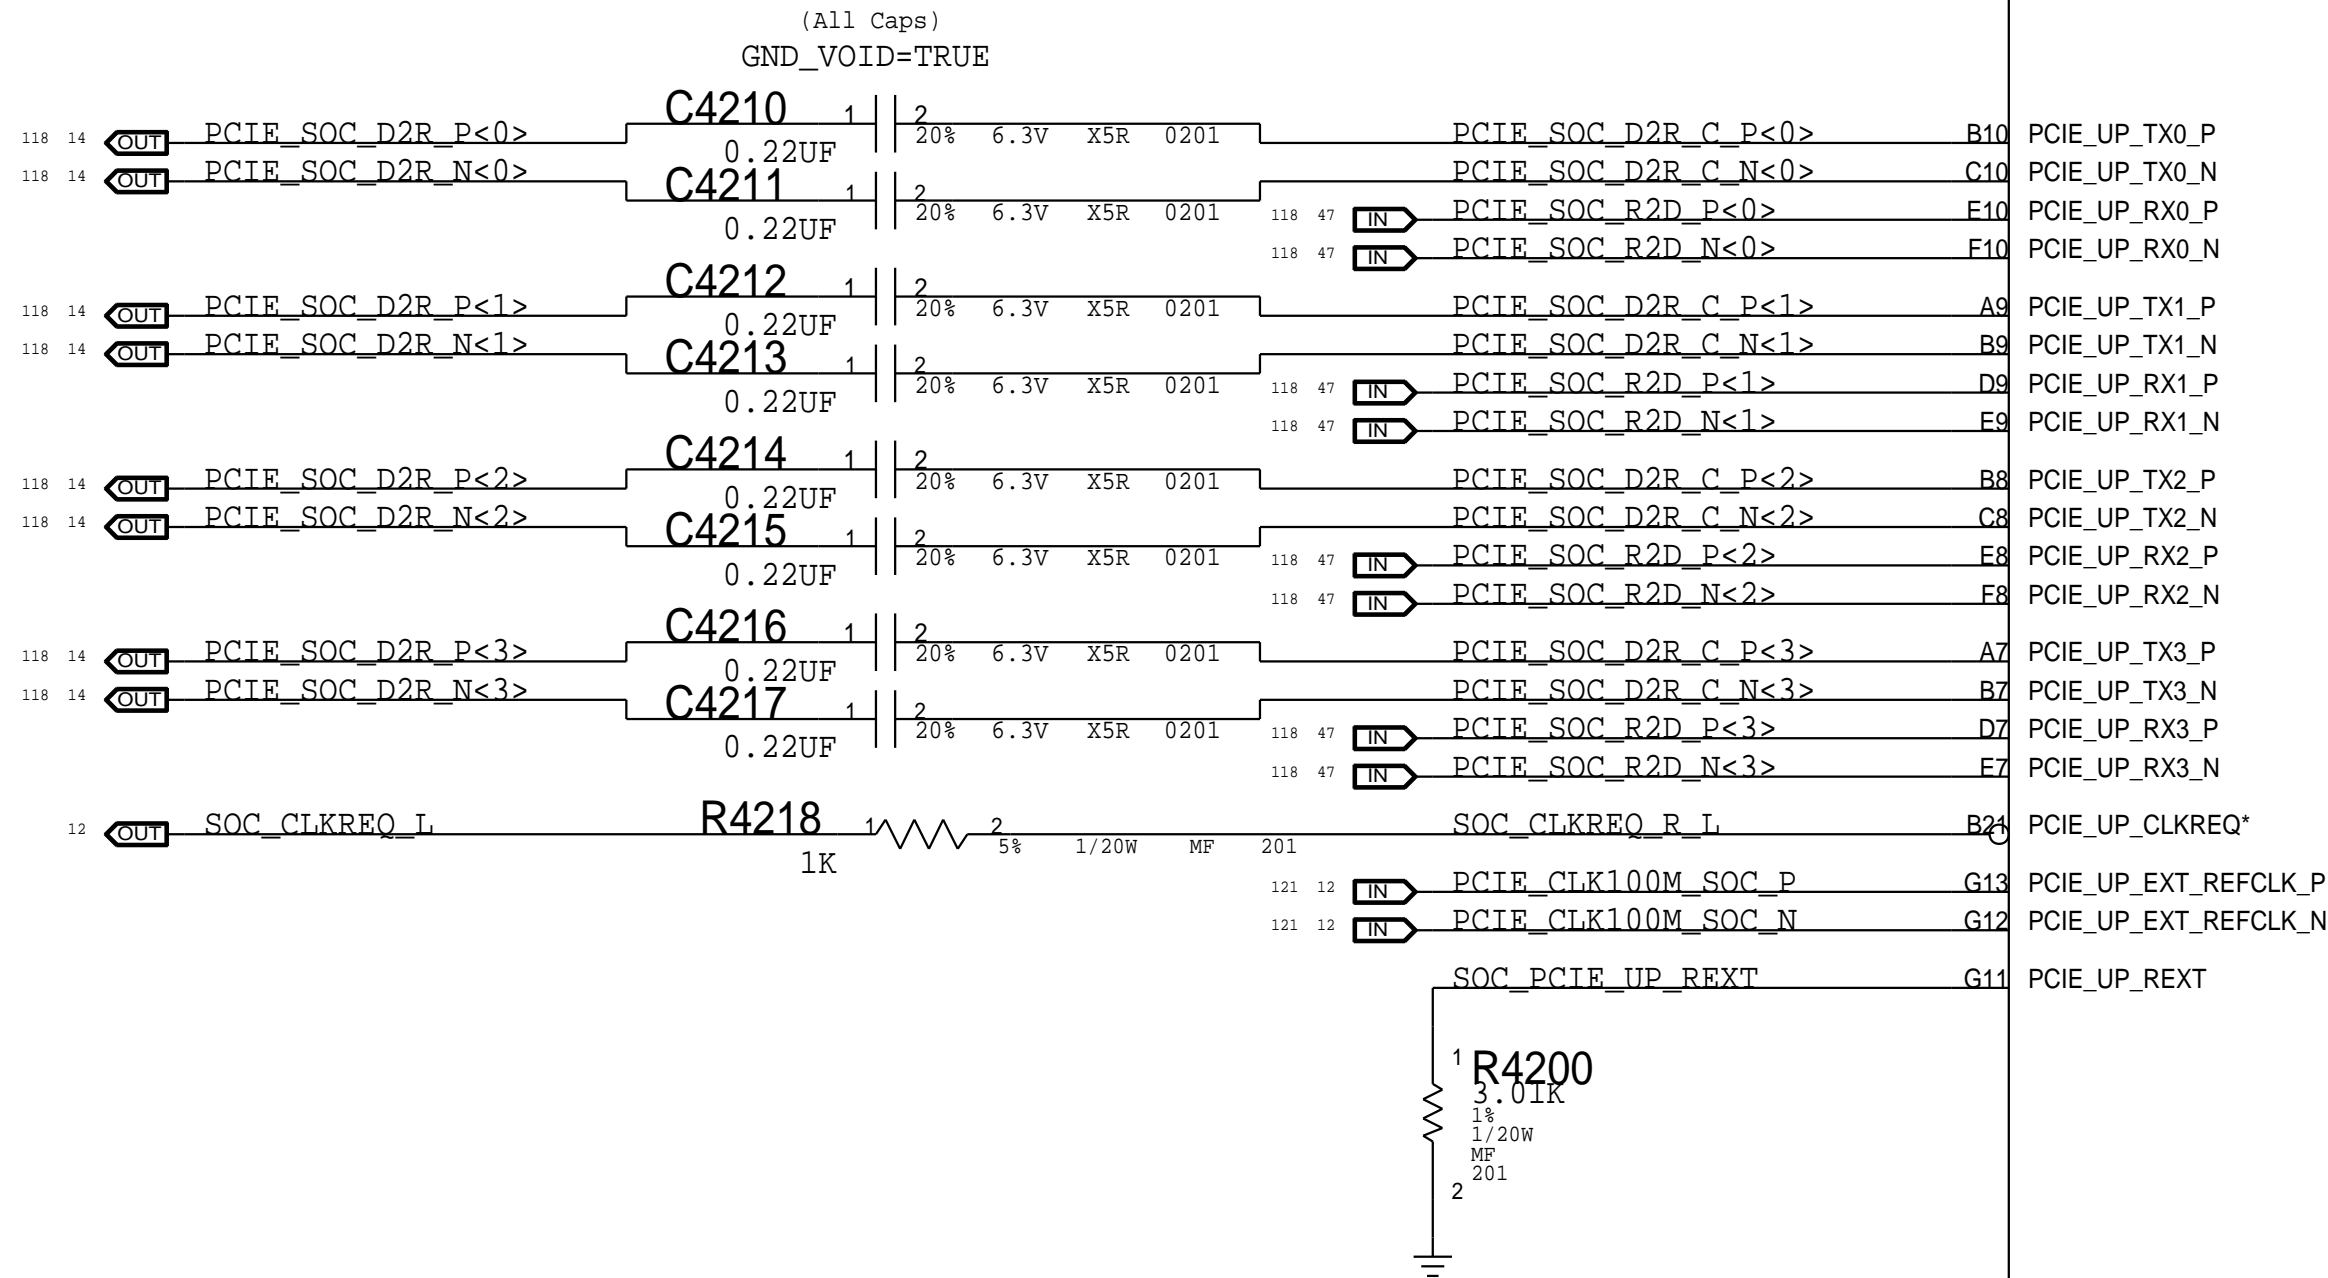 (All Caps)
GND_VOID=TRUE
C4210 1 2
118 14 OUT PCIE_SOC_D2R_P<0> 0.22UF 20% 6.3V X5R 0201 PCIE_SOC_D2R_C_P<0> B10 PCIE_UP_TX0_P
118 14 OUT PCIE_SOC_D2R_N<0> PCIE_SOC_D2R_C_N<0> C10 PCIE_UP_TX0_N
C4211 1 2
0.22UF 20% 6.3V X5R 0201 118 47 IN PCIE_SOC_R2D_P<0> E10 PCIE_UP_RX0_P
118 47 IN PCIE_SOC_R2D_N<0> F10 PCIE_UP_RX0_N
C4212 1 2
118 14 OUT PCIE_SOC_D2R_P<1> 0.22UF 20% 6.3V X5R 0201 PCIE_SOC_D2R_C_P<1> A9 PCIE_UP_TX1_P
118 14 OUT PCIE_SOC_D2R_N<1> PCIE_SOC_D2R_C_N<1> B9 PCIE_UP_TX1_N
C4213 1 2
0.22UF 20% 6.3V X5R 0201 118 47 IN PCIE_SOC_R2D_P<1> D9 PCIE_UP_RX1_P
118 47 IN PCIE_SOC_R2D_N<1> E9 PCIE_UP_RX1_N
C4214 1 2
118 14 OUT PCIE_SOC_D2R_P<2> 0.22UF 20% 6.3V X5R 0201 PCIE_SOC_D2R_C_P<2> B8 PCIE_UP_TX2_P
118 14 OUT PCIE_SOC_D2R_N<2> PCIE_SOC_D2R_C_N<2> C8 PCIE_UP_TX2_N
C4215 1 2
0.22UF 20% 6.3V X5R 0201 118 47 IN PCIE_SOC_R2D_P<2> E8 PCIE_UP_RX2_P
118 47 IN PCIE_SOC_R2D_N<2> F8 PCIE_UP_RX2_N
C4216 1 2
118 14 OUT PCIE_SOC_D2R_P<3> 0.22UF 20% 6.3V X5R 0201 PCIE_SOC_D2R_C_P<3> A7 PCIE_UP_TX3_P
118 14 OUT PCIE_SOC_D2R_N<3> PCIE_SOC_D2R_C_N<3> B7 PCIE_UP_TX3_N
C4217 1 2
0.22UF 20% 6.3V X5R 0201 118 47 IN PCIE_SOC_R2D_P<3> D7 PCIE_UP_RX3_P
118 47 IN PCIE_SOC_R2D_N<3> E7 PCIE_UP_RX3_N
12 OUT SOC_CLKREQ_L R4218 1 2 SOC_CLKREQ_R_L B21 PCIE_UP_CLKREQ*
1K 5% 1/20W MF 201
121 12 IN PCIE_CLK100M_SOC_P G13 PCIE_UP_EXT_REFCLK_P
121 12 IN PCIE_CLK100M_SOC_N G12 PCIE_UP_EXT_REFCLK_N
SOC_PCIE_UP_REXT G11 PCIE_UP_REXT
1 R4200
3.01K
1%
1/20W
MF
201
2